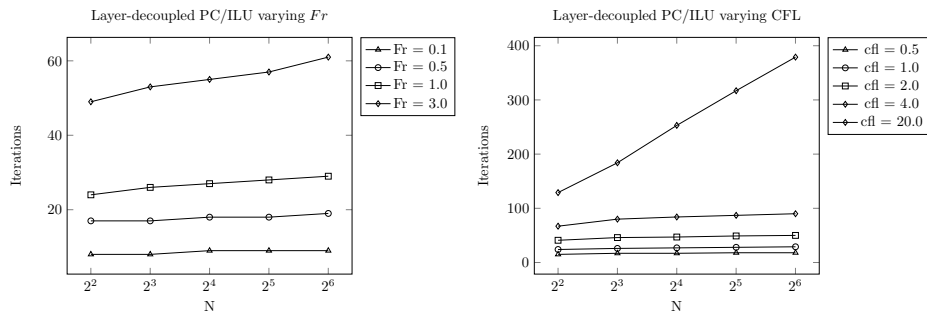 Layer-decoupled PC/ILU varying Fr
Iterations
60
40
20
2^2 2^3 2^4 2^5 2^6
N
Fr = 0.1
Fr = 0.5
Fr = 1.0
Fr = 3.0
Layer-decoupled PC/ILU varying CFL
Iterations
400
300
200
100
0
2^2 2^3 2^4 2^5 2^6
N
cfl = 0.5
cfl = 1.0
cfl = 2.0
cfl = 4.0
cfl = 20.0